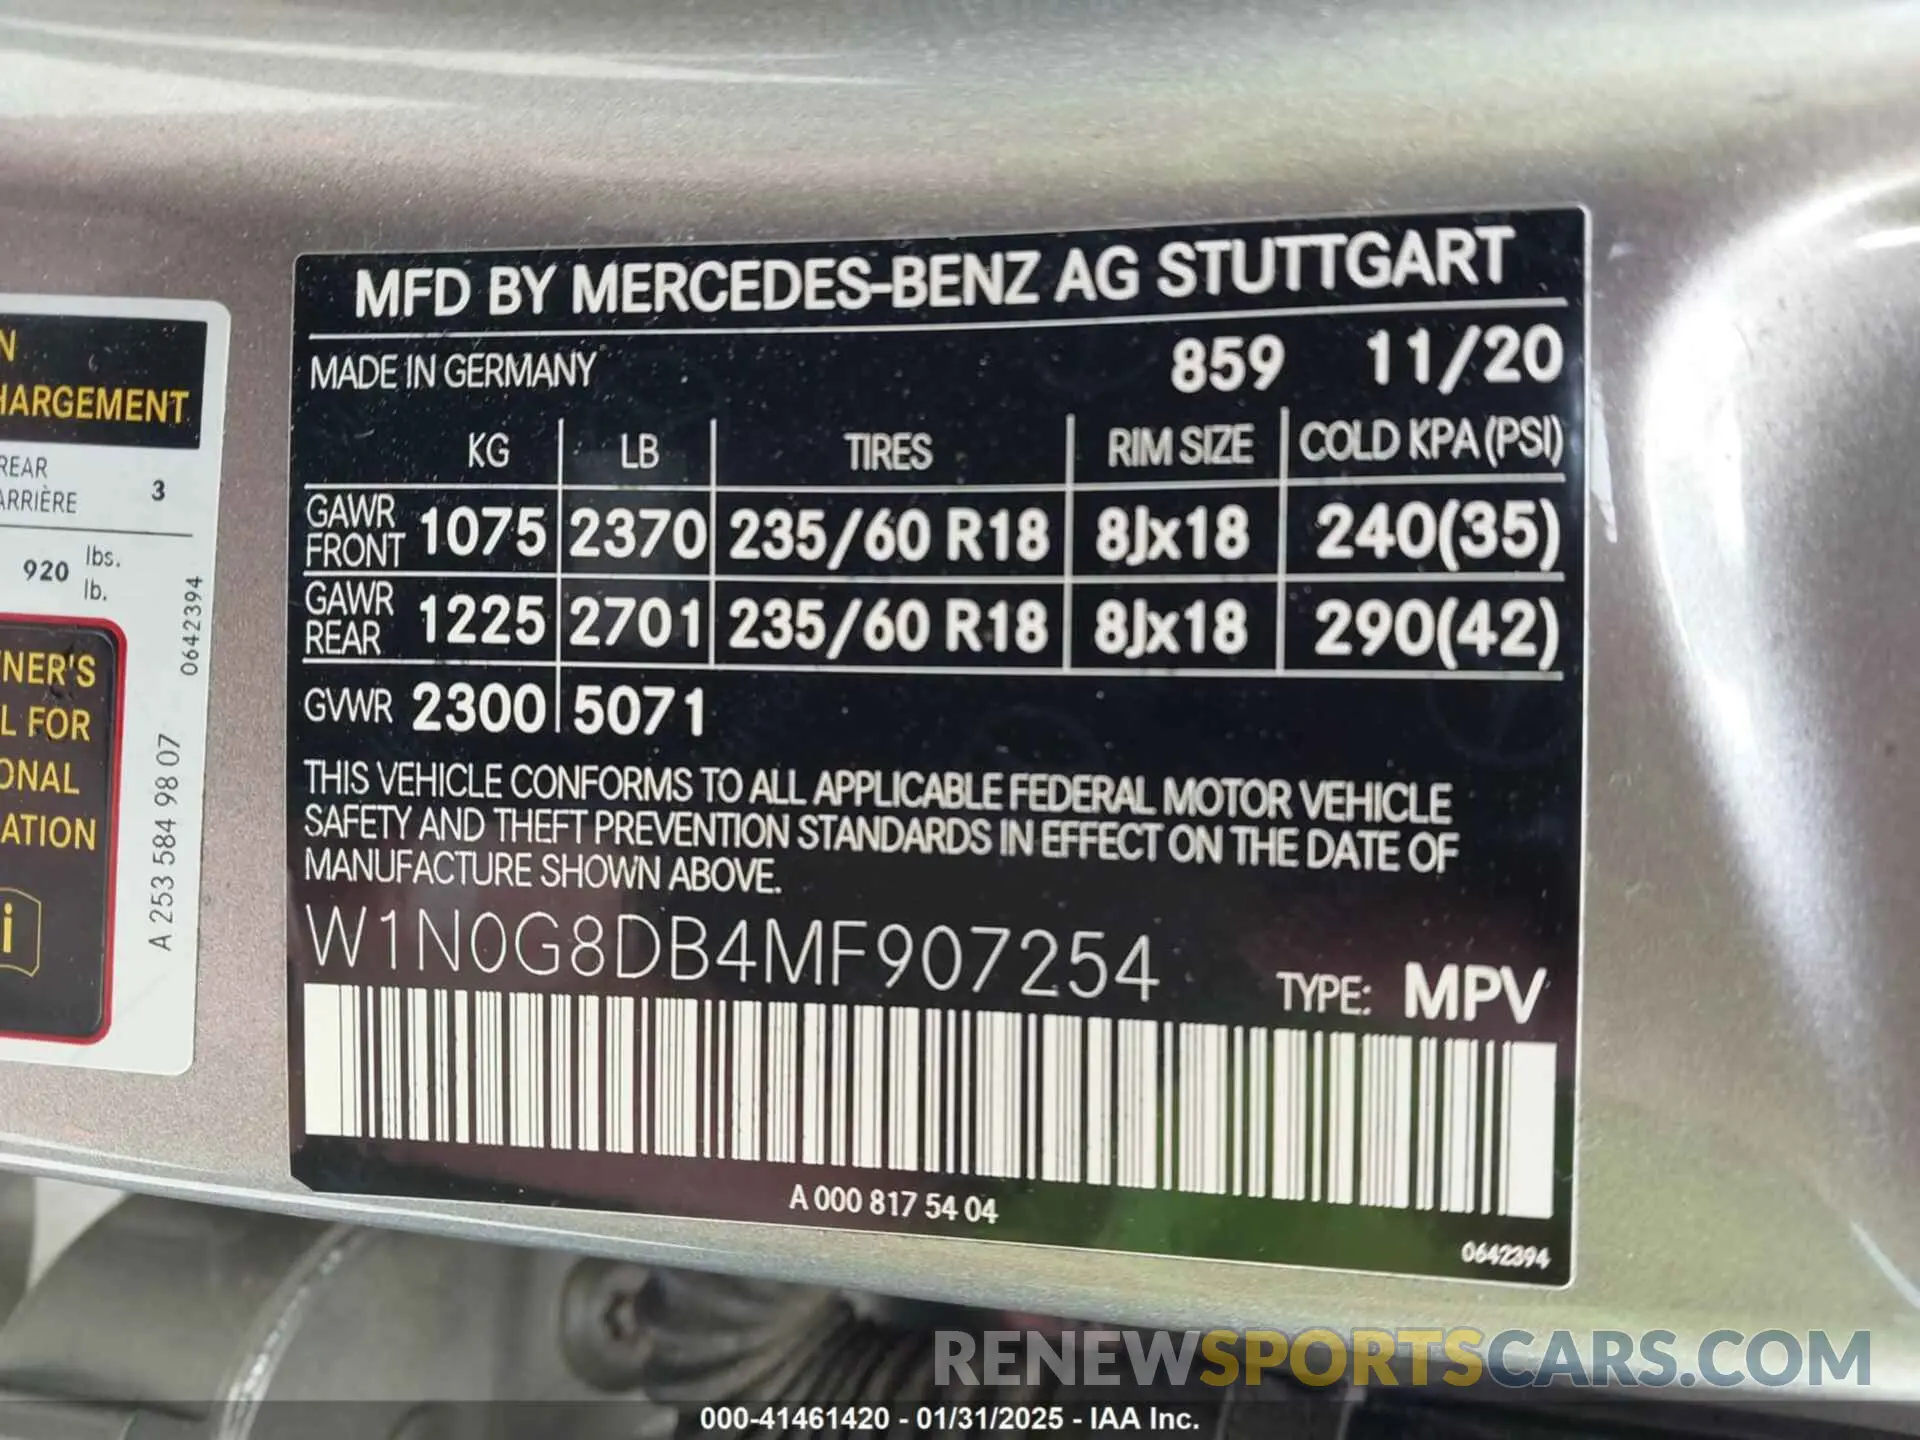 MFD BY MERCEDES-BENZ AG STUTTGART
MADE IN GERMANY 859 11/20
KG LB TIRES RIM SIZE COLD KPA (PSI)
GAWR FRONT 1075 2370 235/60 R18 8Jx18 240(35)
GAWR REAR 1225 2701 235/60 R18 8Jx18 290(42)
GVWR 2300 5071
THIS VEHICLE CONFORMS TO ALL APPLICABLE FEDERAL MOTOR VEHICLE
SAFETY AND THEFT PREVENTION STANDARDS IN EFFECT ON THE DATE OF
MANUFACTURE SHOWN ABOVE.
W1N0G8DB4MF907254
TYPE: MPV
A 000 817 54 04
0642394
N
HARGEMENT
REAR
ARRIÈRE 3
920 lbs.
lb.
0642394
NER'S
L FOR
ONAL
ATION
i
A 253 584 98 07
RENEWSPORTSCARS.COM
000-41461420 - 01/31/2025 - IAA Inc.